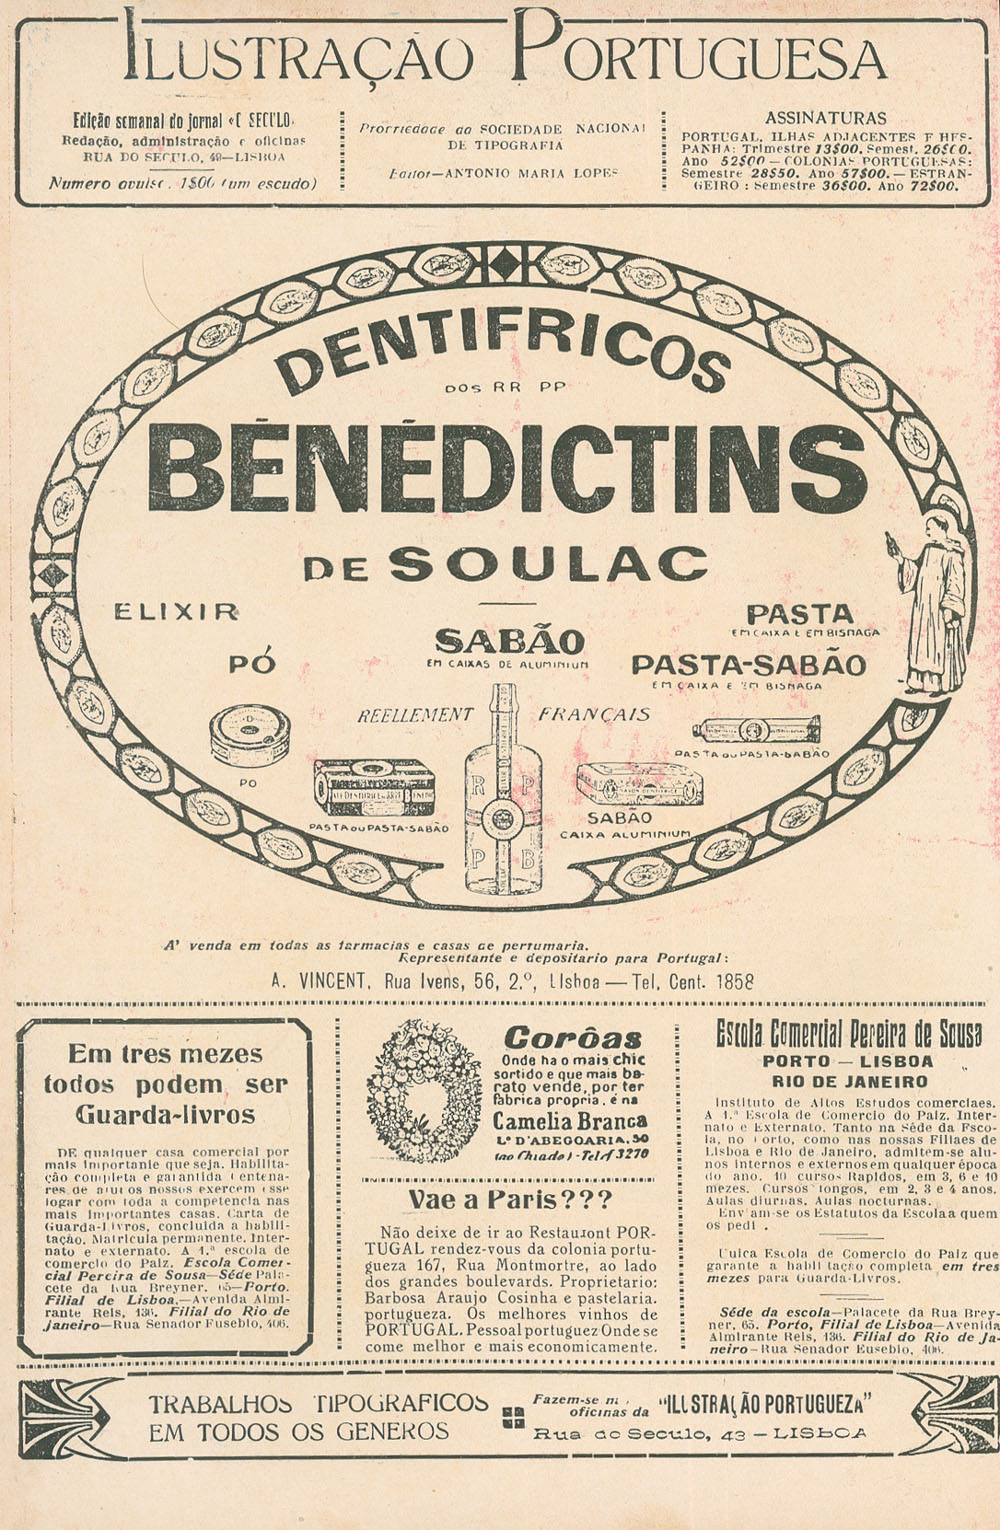 ILUSTRAÇÃO PORTUGUESA
Edição semanal do jornal «O SECULO»
Redação, administração e oficinas
RUA DO SECULO, 49—LISBOA
Numero avulso, 1$00 (um escudo)
Propriedade da SOCIEDADE NACIONAL
DE TIPOGRAFIA
Editor—ANTONIO MARIA LOPES
ASSINATURAS
PORTUGAL, ILHAS ADJACENTES E HES-
PANHA: Trimestre 13$00. Semest. 26$00.
Ano 52$00—COLONIAS PORTUGUESAS:
Semestre 28$50. Ano 57$00.—ESTRAN-
GEIRO: Semestre 36$00. Ano 72$00.
DENTIFRICOS
DOS RR PP
BÉNÉDICTINS
DE SOULAC
ELIXIR
PÓ
SABÃO
EM CAIXAS DE ALUMINIUM
PASTA
EM CAIXA E EM BISNAGA
PASTA-SABÃO
EM CAIXA E EM BISNAGA
RÉELLEMENT FRANÇAIS
PO
PASTA OU PASTA-SABÃO
R P
P B
PASTA OU PASTA-SABÃO
SABÃO
CAIXA ALUMINIUM
A' venda em todas as farmacias e casas de perfumaria.
Representante e depositario para Portugal:
A. VINCENT, Rua Ivens, 56, 2.º, Lisboa—Tel. Cent. 1858
Em tres mezes
todos podem ser
Guarda-livros
DE qualquer casa comercial por
mais importante que seja. Habilita-
ção completa e garantida Centena-
res de alunos nossos exercem esse
logar com toda a competencia nas
mais importantes casas. Carta de
Guarda-Livros, concluida a habili-
tação. Matricula permanente. Inter-
nato e externato. A 1.ª escola de
comercio do Paiz. Escola Comer-
cial Pereira de Sousa—Séde Pala-
cete da Rua Breyner, 65—Porto.
Filial de Lisboa.—Avenida Almi-
rante Reis, 136. Filial do Rio de
Janeiro—Rua Senador Eusebio, 406.
Corôas
Onde ha o mais chic
sortido e que mais ba-
rato vende, por ter
fabrica propria, é na
Camelia Branca
L.º D'ABEGOARIA, 50
(ao Chiado)-Telef 3270
Vae a Paris???
Não deixe de ir ao Restauront POR-
TUGAL rendez-vous da colonia portu-
gueza 167, Rua Montmortre, ao lado
dos grandes boulevards. Proprietario:
Barbosa Araujo Cosinha e pastelaria.
portugueza. Os melhores vinhos de
PORTUGAL. Pessoal portuguez Onde se
come melhor e mais economicamente.
Escola Comercial Pereira de Sousa
PORTO — LISBOA
RIO DE JANEIRO
Instituto de Altos Estudos comerciaes.
A 1.ª Escola de Comercio do Paiz. Inter-
nato e Externato. Tanto na Séde da Esco-
la, no Porto, como nas nossas Filiaes de
Lisboa e Rio de Janeiro, admitem-se alu-
nos internos e externos em qualquer época
do ano. 10 cursos Rapidos, em 3, 6 e 10
mezes. Cursos longos, em 2, 3 e 4 anos.
Aulas diurnas. Aulas nocturnas.
Enviam-se os Estatutos da Escola a quem
os pedir.
Unica Escola de Comercio do Paiz que
garante a habilitação completa em tres
mezes para Guarda-Livros.
Séde da escola—Palacete da Rua Brey-
ner, 65. Porto, Filial de Lisboa—Avenida
Almirante Reis, 136. Filial do Rio de Ja-
neiro—Rua Senador Eusebio, 406.
TRABALHOS TIPOGRAFICOS
EM TODOS OS GENEROS
Fazem-se nas
oficinas da "ILUSTRAÇÃO PORTUGUEZA"
Rua do Seculo, 43 — LISBOA